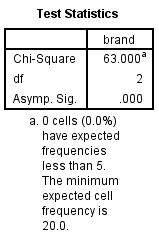 Test Statistics
brand
Chi-Square 63.000a
df 2
Asymp. Sig. .000
a. 0 cells (0.0%)
have expected
frequencies
less than 5.
The minimum
expected cell
frequency is
20.0.